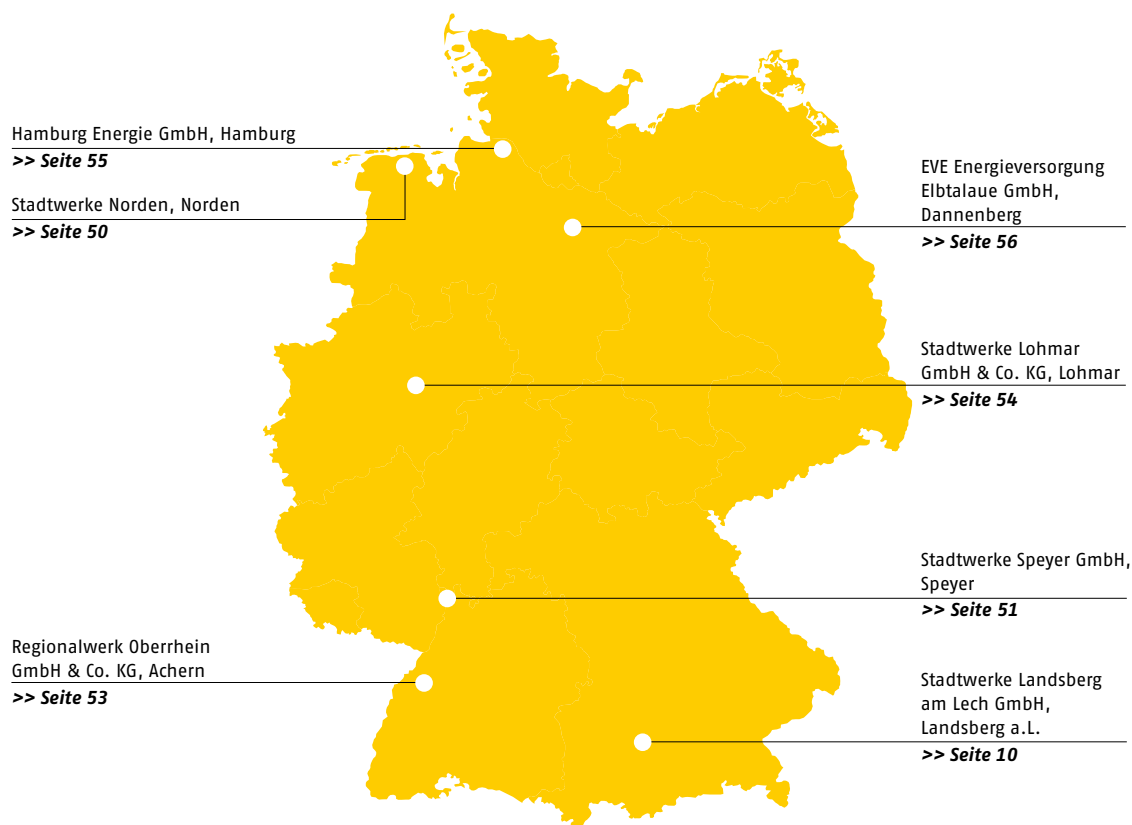 Hamburg Energie GmbH, Hamburg
>> Seite 55
Stadtwerke Norden, Norden
>> Seite 50
EVE Energieversorgung
Elbtalaue GmbH,
Dannenberg
>> Seite 56
Stadtwerke Lohmar
GmbH & Co. KG, Lohmar
>> Seite 54
Stadtwerke Speyer GmbH,
Speyer
>> Seite 51
Regionalwerk Oberrhein
GmbH & Co. KG, Achern
>> Seite 53
Stadtwerke Landsberg
am Lech GmbH,
Landsberg a.L.
>> Seite 10